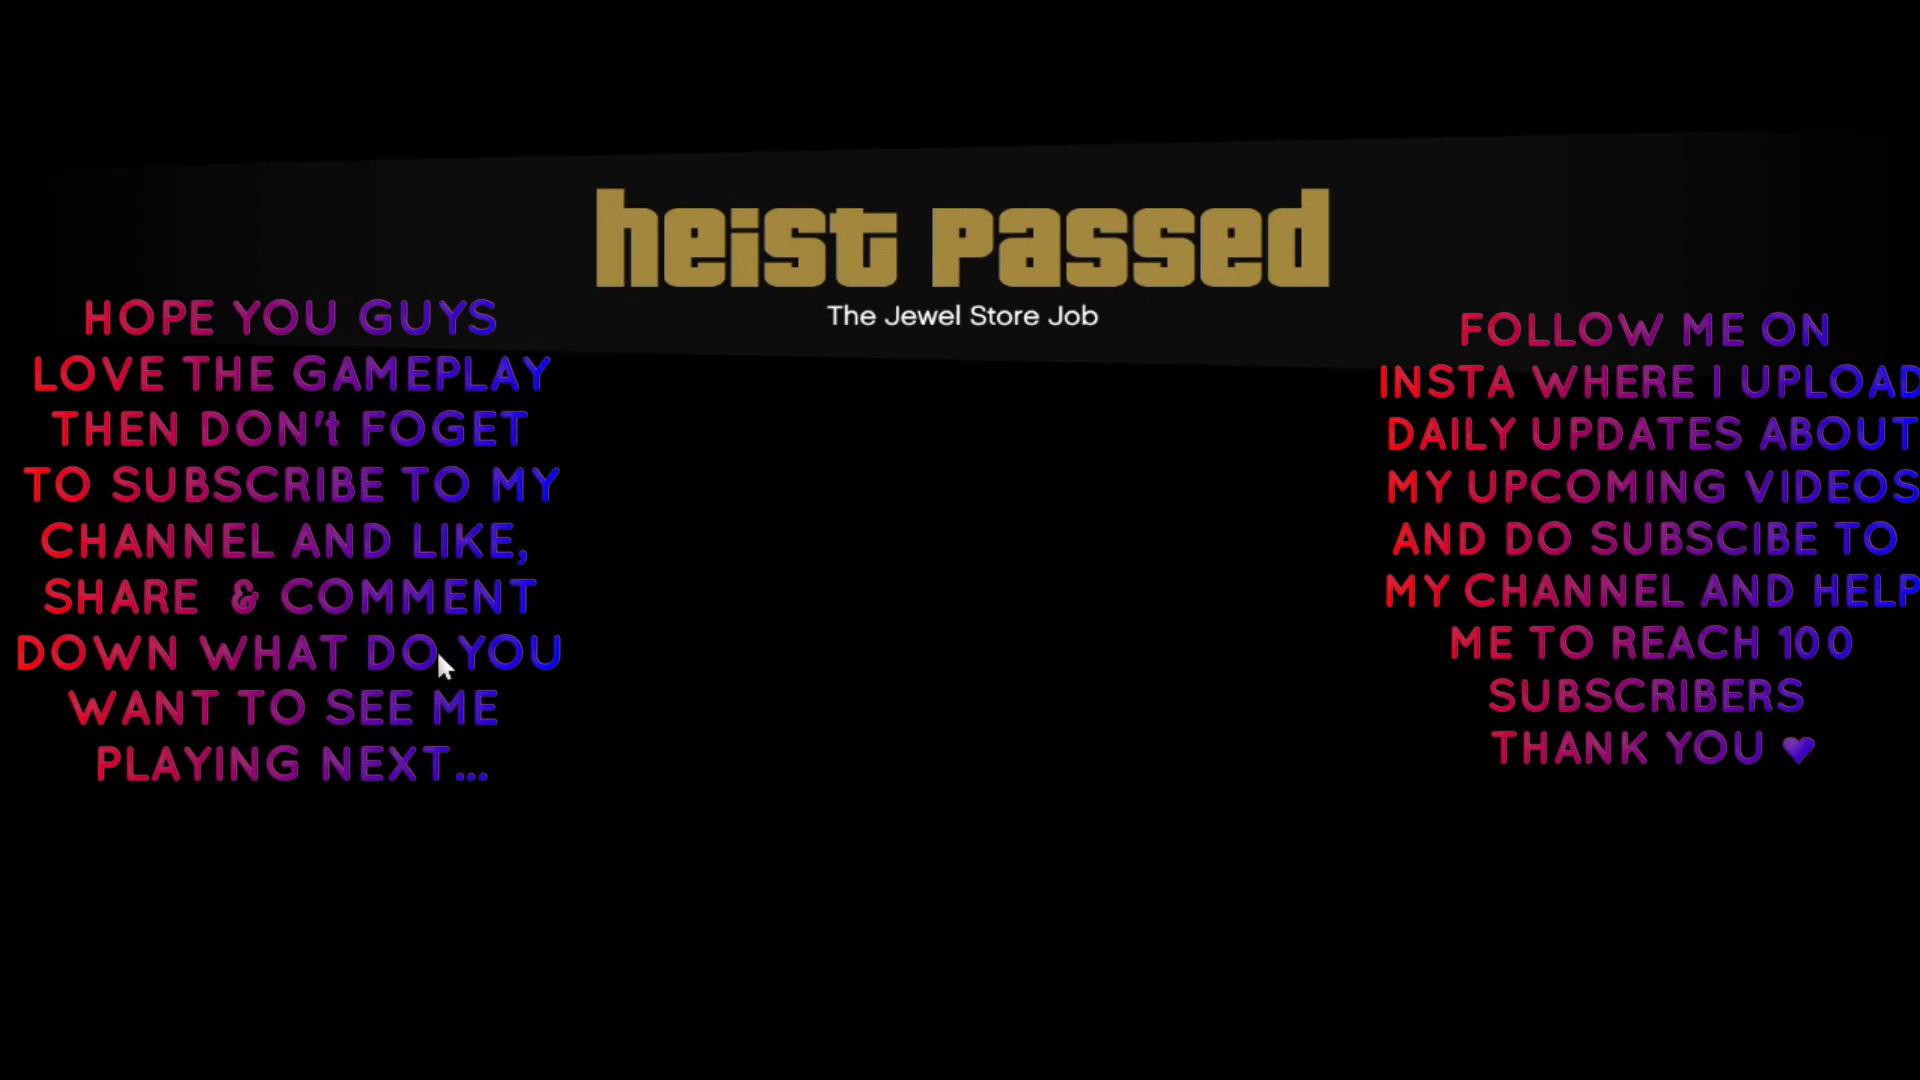 heist passed
The Jewel Store Job
HOPE YOU GUYS
LOVE THE GAMEPLAY
THEN DON't FOGET
TO SUBSCRIBE TO MY
CHANNEL AND LIKE,
SHARE & COMMENT
DOWN WHAT DO YOU
WANT TO SEE ME
PLAYING NEXT...
FOLLOW ME ON
INSTA WHERE I UPLOAD
DAILY UPDATES ABOUT
MY UPCOMING VIDEOS
AND DO SUBSCIBE TO
MY CHANNEL AND HELP
ME TO REACH 100
SUBSCRIBERS
THANK YOU ♥